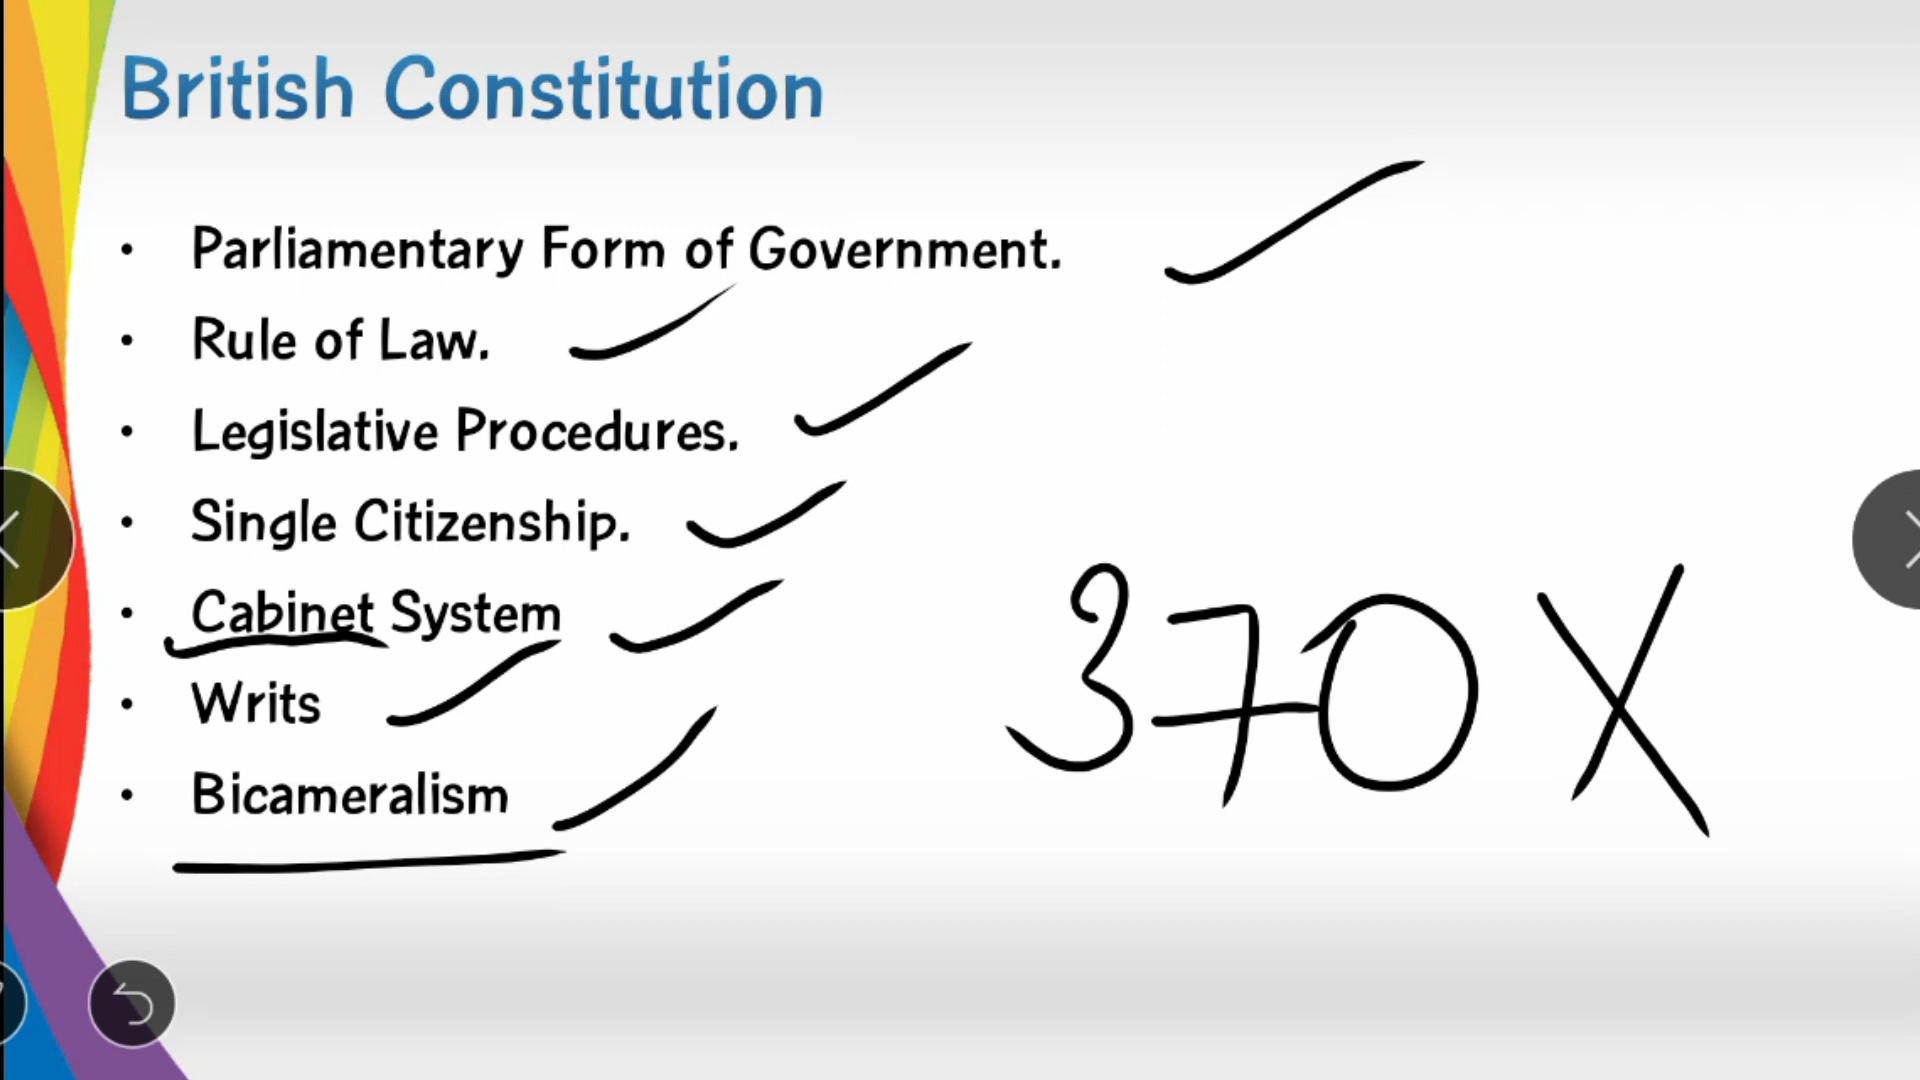 British Constitution
• Parliamentary Form of Government.
• Rule of Law.
• Legislative Procedures.
• Single Citizenship.
• Cabinet System
• Writs
• Bicameralism
370 X